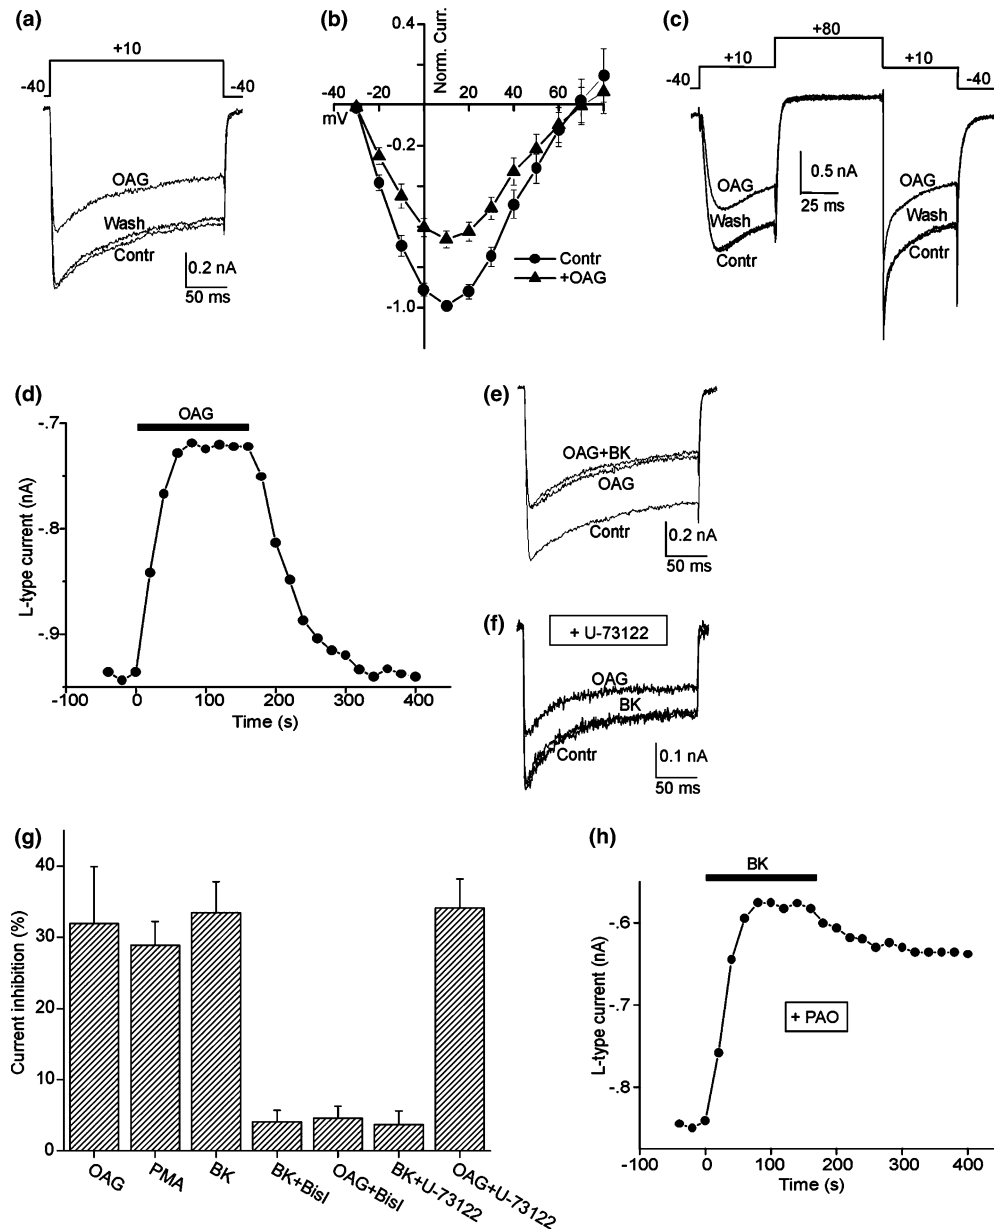 (a)
+10
-40
-40
OAG
Wash
Contr
0.2 nA
50 ms
(b)
0.4
Norm. Curr.
-40
-20
20
40
60
mV
-0.2
-1.0
Contr
+OAG
(c)
+80
+10
+10
-40
-40
OAG
Wash
Contr
0.5 nA
25 ms
OAG
Wash
Contr
(d)
OAG
-.7
-.8
-.9
L-type current (nA)
-100
0
100
200
300
400
Time (s)
(e)
OAG+BK
OAG
Contr
0.2 nA
50 ms
(f)
+ U-73122
OAG
BK
Contr
0.1 nA
50 ms
(g)
40
30
20
10
0
Current inhibition (%)
OAG
PMA
BK
BK+BisI
OAG+BisI
BK+U-73122
OAG+U-73122
(h)
BK
-.6
-.7
-.8
L-type current (nA)
+ PAO
-100
0
100
200
300
400
Time (s)